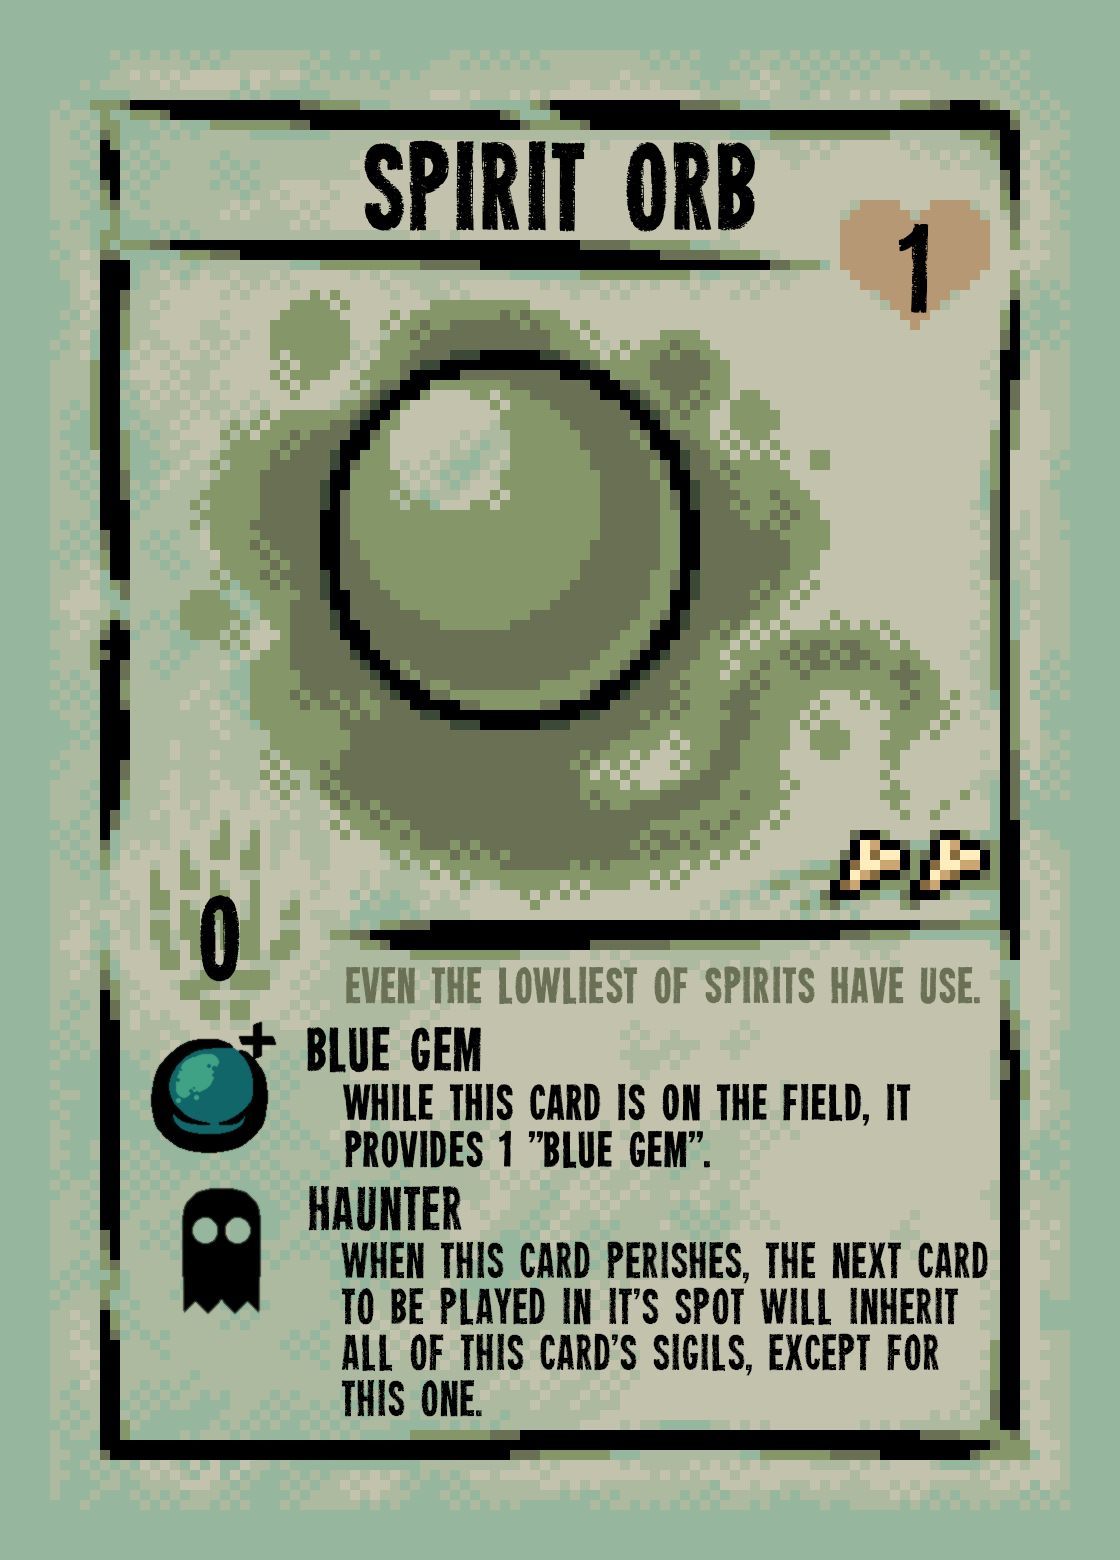 SPIRIT ORB
1
0
EVEN THE LOWLIEST OF SPIRITS HAVE USE.
+
BLUE GEM
WHILE THIS CARD IS ON THE FIELD, IT
PROVIDES 1 "BLUE GEM".
HAUNTER
WHEN THIS CARD PERISHES, THE NEXT CARD
TO BE PLAYED IN IT'S SPOT WILL INHERIT
ALL OF THIS CARD'S SIGILS, EXCEPT FOR
THIS ONE.